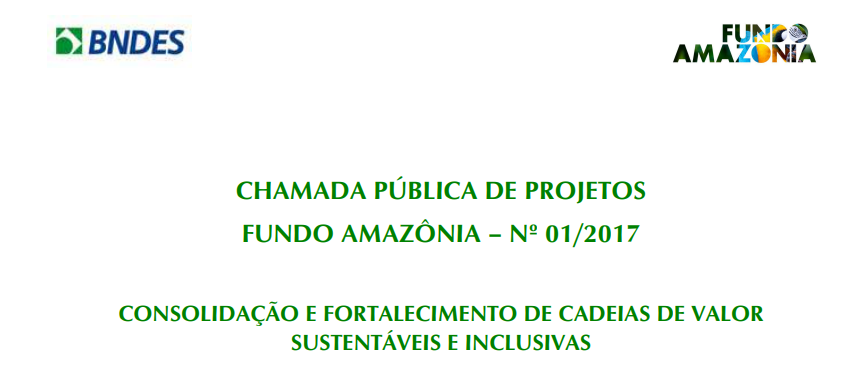 BNDES
FUNDO
AMAZÔNIA
CHAMADA PÚBLICA DE PROJETOS
FUNDO AMAZÔNIA – Nº 01/2017
CONSOLIDAÇÃO E FORTALECIMENTO DE CADEIAS DE VALOR
SUSTENTÁVEIS E INCLUSIVAS